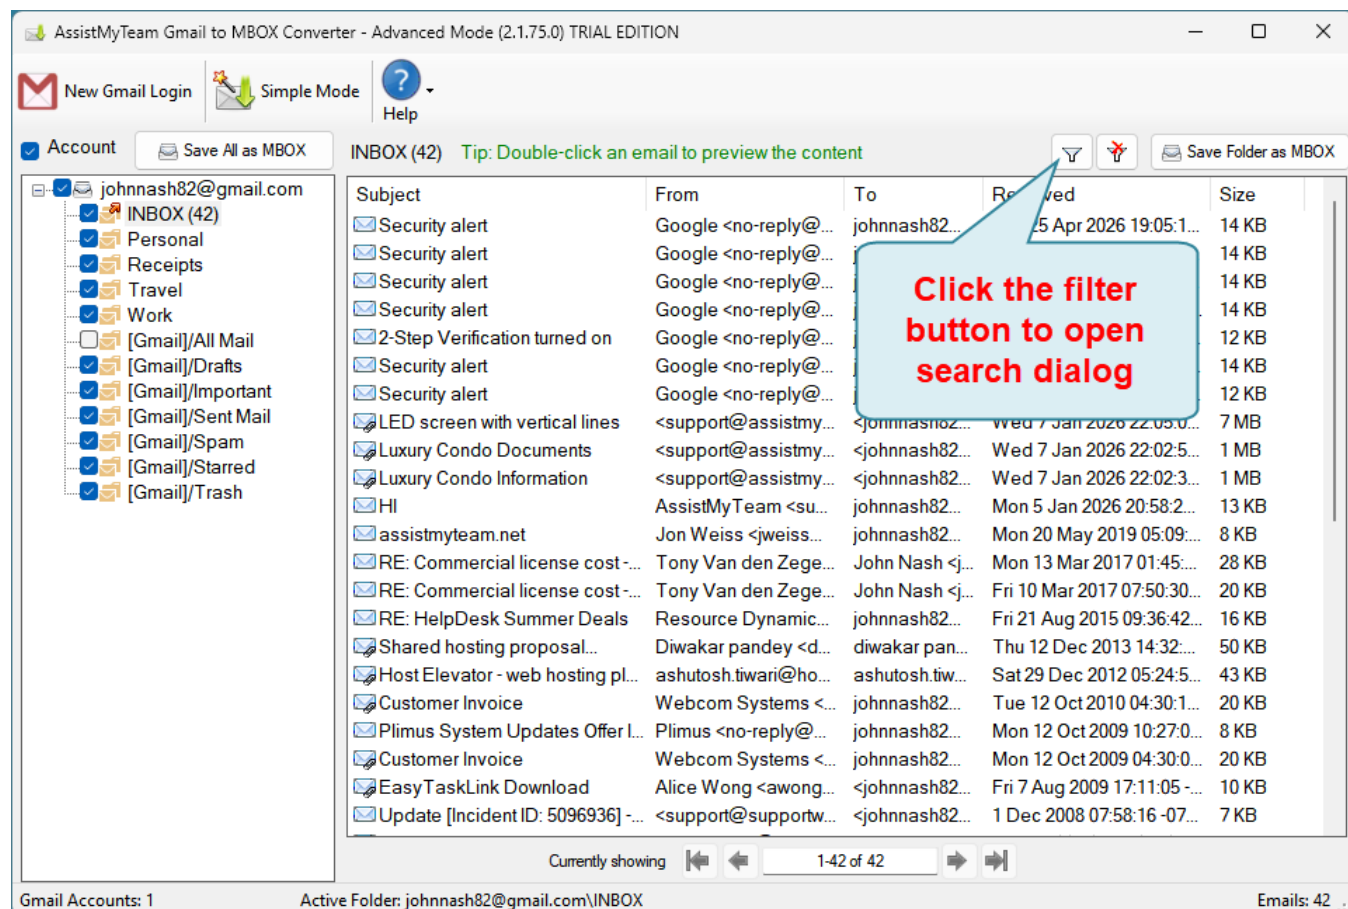 AssistMyTeam Gmail to MBOX Converter - Advanced Mode (2.1.75.0) TRIAL EDITION
New Gmail Login Simple Mode Help
Account Save All as MBOX INBOX (42) Tip: Double-click an email to preview the content Save Folder as MBOX
johnnash82@gmail.com
INBOX (42)
Personal
Receipts
Travel
Work
[Gmail]/All Mail
[Gmail]/Drafts
[Gmail]/Important
[Gmail]/Sent Mail
[Gmail]/Spam
[Gmail]/Starred
[Gmail]/Trash
Subject From To Size
Security alert Google <no-reply@... johnnash82... 5 Apr 2026 19:05:1... 14 KB
Security alert Google <no-reply@... 14 KB
Security alert Google <no-reply@... 14 KB
Security alert Google <no-reply@... 14 KB
2-Step Verification turned on Google <no-reply@... 12 KB
Security alert Google <no-reply@... 14 KB
Security alert Google <no-reply@... 12 KB
Click the filter
button to open
search dialog
LED screen with vertical lines <support@assistmy... <johnnash82... Wed 7 Jan 2026 22:05:0... 7 MB
Luxury Condo Documents <support@assistmy... <johnnash82... Wed 7 Jan 2026 22:02:5... 1 MB
Luxury Condo Information <support@assistmy... <johnnash82... Wed 7 Jan 2026 22:02:3... 1 MB
HI AssistMyTeam <su... johnnash82... Mon 5 Jan 2026 20:58:2... 13 KB
assistmyteam.net Jon Weiss <jweiss... johnnash82... Mon 20 May 2019 05:09:... 8 KB
RE: Commercial license cost -... Tony Van den Zege... John Nash <j... Mon 13 Mar 2017 01:45:... 28 KB
RE: Commercial license cost -... Tony Van den Zege... John Nash <j... Fri 10 Mar 2017 07:50:30... 20 KB
RE: HelpDesk Summer Deals Resource Dynamic... johnnash82... Fri 21 Aug 2015 09:36:42... 16 KB
Shared hosting proposal... Diwakar pandey <d... diwakar pan... Thu 12 Dec 2013 14:32:... 50 KB
Host Elevator - web hosting pl... ashutosh.tiwari@ho... ashutosh.tiw... Sat 29 Dec 2012 05:24:5... 43 KB
Customer Invoice Webcom Systems <... johnnash82... Tue 12 Oct 2010 04:30:1... 20 KB
Plimus System Updates Offer l... Plimus <no-reply@... johnnash82... Mon 12 Oct 2009 10:27:0... 8 KB
Customer Invoice Webcom Systems <... johnnash82... Mon 12 Oct 2009 04:30:0... 20 KB
EasyTaskLink Download Alice Wong <awong... <johnnash82... Fri 7 Aug 2009 17:11:05 -... 10 KB
Update [Incident ID: 5096936] -... <support@supportw... <johnnash82... 1 Dec 2008 07:58:16 -07... 7 KB
Currently showing 1-42 of 42
Gmail Accounts: 1 Active Folder: johnnash82@gmail.com\INBOX Emails: 42